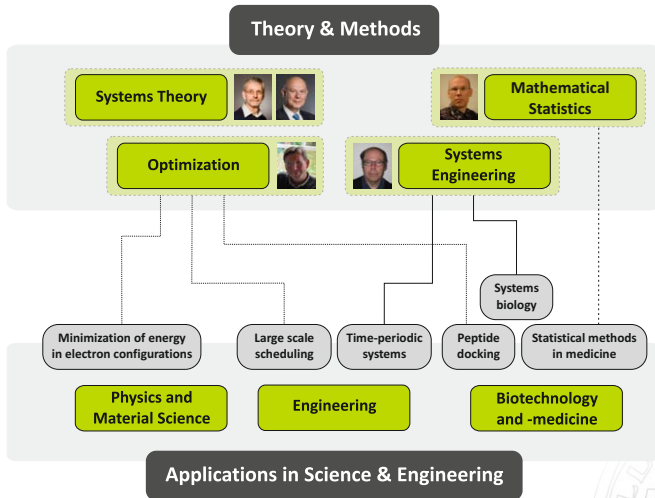 Theory & Methods
Systems Theory
Mathematical
Statistics
Optimization
Systems
Engineering
Systems
biology
Minimization of energy
in electron configurations
Large scale
scheduling
Time-periodic
systems
Peptide
docking
Statistical methods
in medicine
Physics and
Material Science
Engineering
Biotechnology
and -medicine
Applications in Science & Engineering